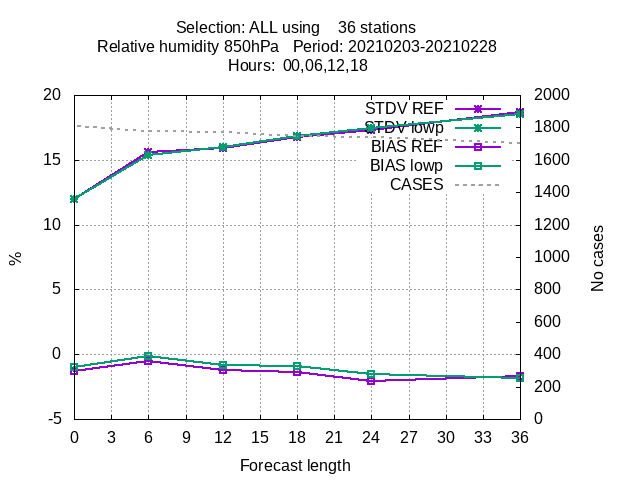 Selection: ALL using    36 stations
Relative humidity 850hPa   Period: 20210203-20210228
Hours:  00,06,12,18
20
15
10
5
0
-5
%
STDV REF
STDV lowp
BIAS REF
BIAS lowp
CASES
2000
1800
1600
1400
1200
1000
800
600
400
200
0
No cases
0 3 6 9 12 15 18 21 24 27 30 33 36
Forecast length